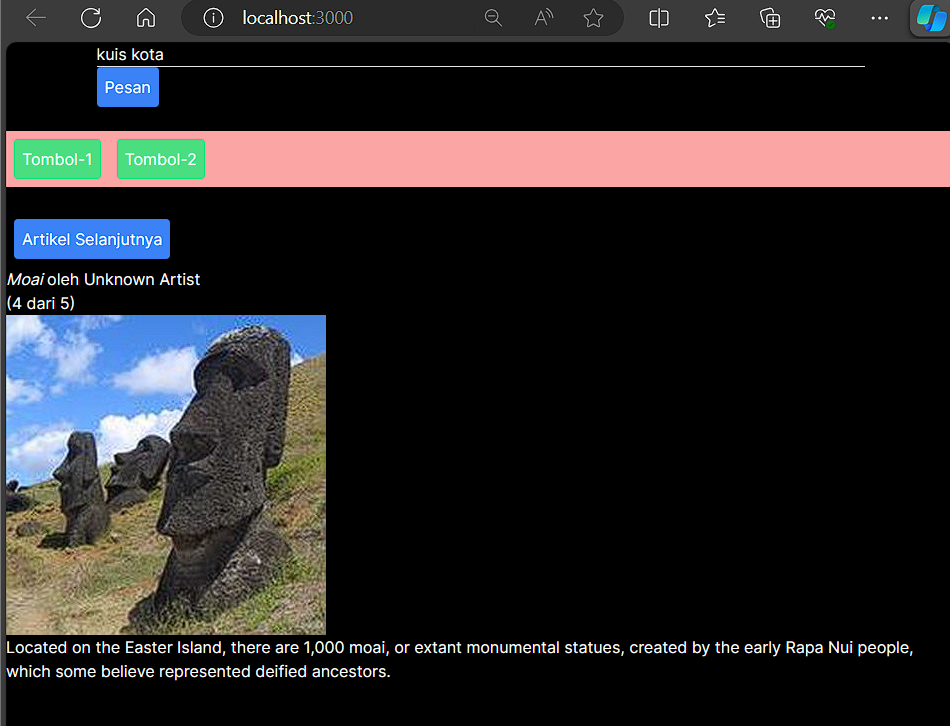 localhost:3000
kuis kota
Pesan
Tombol-1 Tombol-2
Artikel Selanjutnya
Moai oleh Unknown Artist
(4 dari 5)
Located on the Easter Island, there are 1,000 moai, or extant monumental statues, created by the early Rapa Nui people,
which some believe represented deified ancestors.